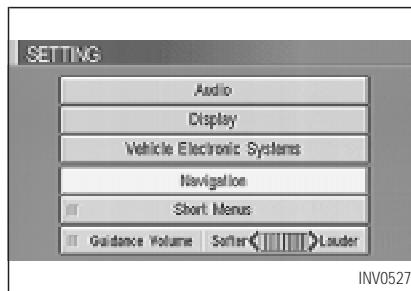 SETTING
Audio
Display
Vehicle Electronic Systems
Navigation
Short Menus
Guidance Volume Softer Louder
INV0527